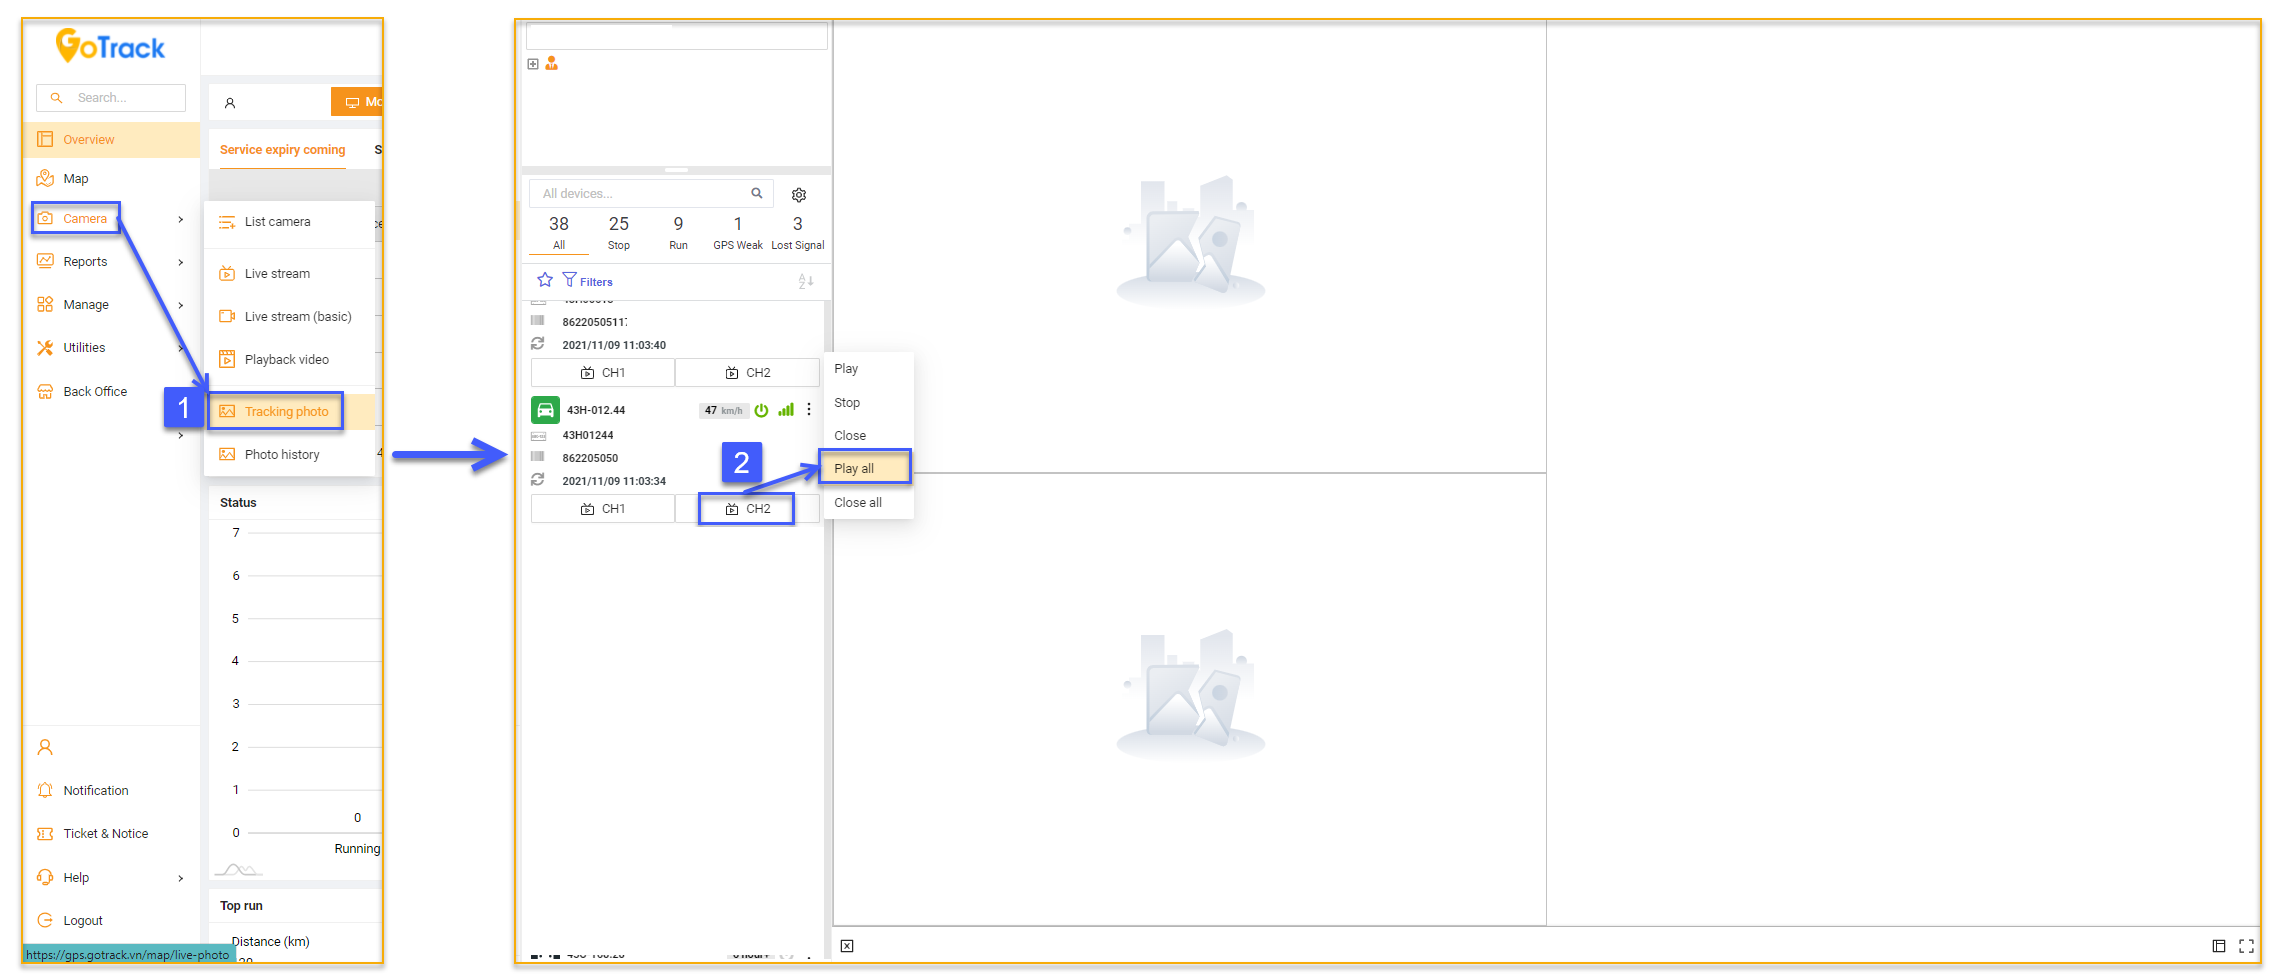 GoTrack
Search...
Overview
Map
Camera
Reports
Manage
Utilities
Back Office
Notification
Ticket & Notice
Help
Logout
https://gps.gotrack.vn/map/live-photo
Service expiry coming
List camera
Live stream
Live stream (basic)
Playback video
1
Tracking photo
Photo history
4
Status
7
6
5
4
3
2
1
0
0
Running
Top run
Distance (km)
All devices...
38
25
9
1
3
All
Stop
Run
GPS Weak
Lost Signal
Filters
8622050511
2021/11/09 11:03:40
CH1
CH2
43H-012.44
47 km/h
43H01244
862205050
2021/11/09 11:03:34
CH1
CH2
2
Play
Stop
Close
Play all
Close all